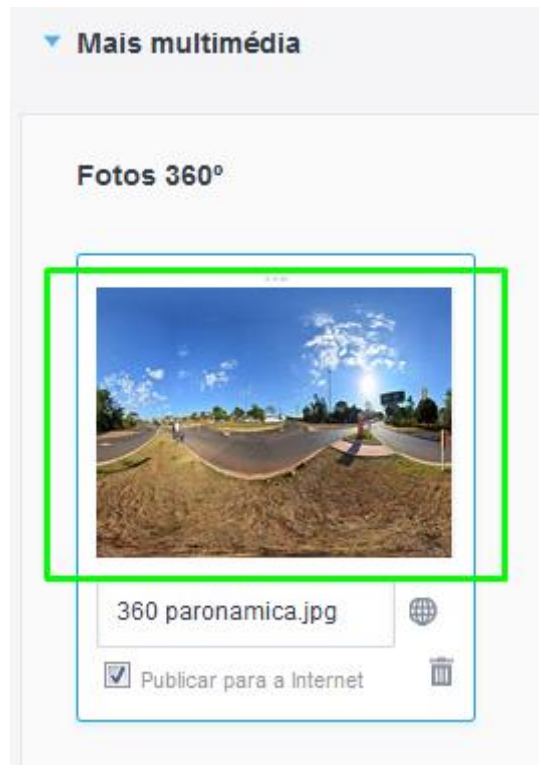 Mais multimédia
Fotos 360º
360 paronamica.jpg
Publicar para a Internet